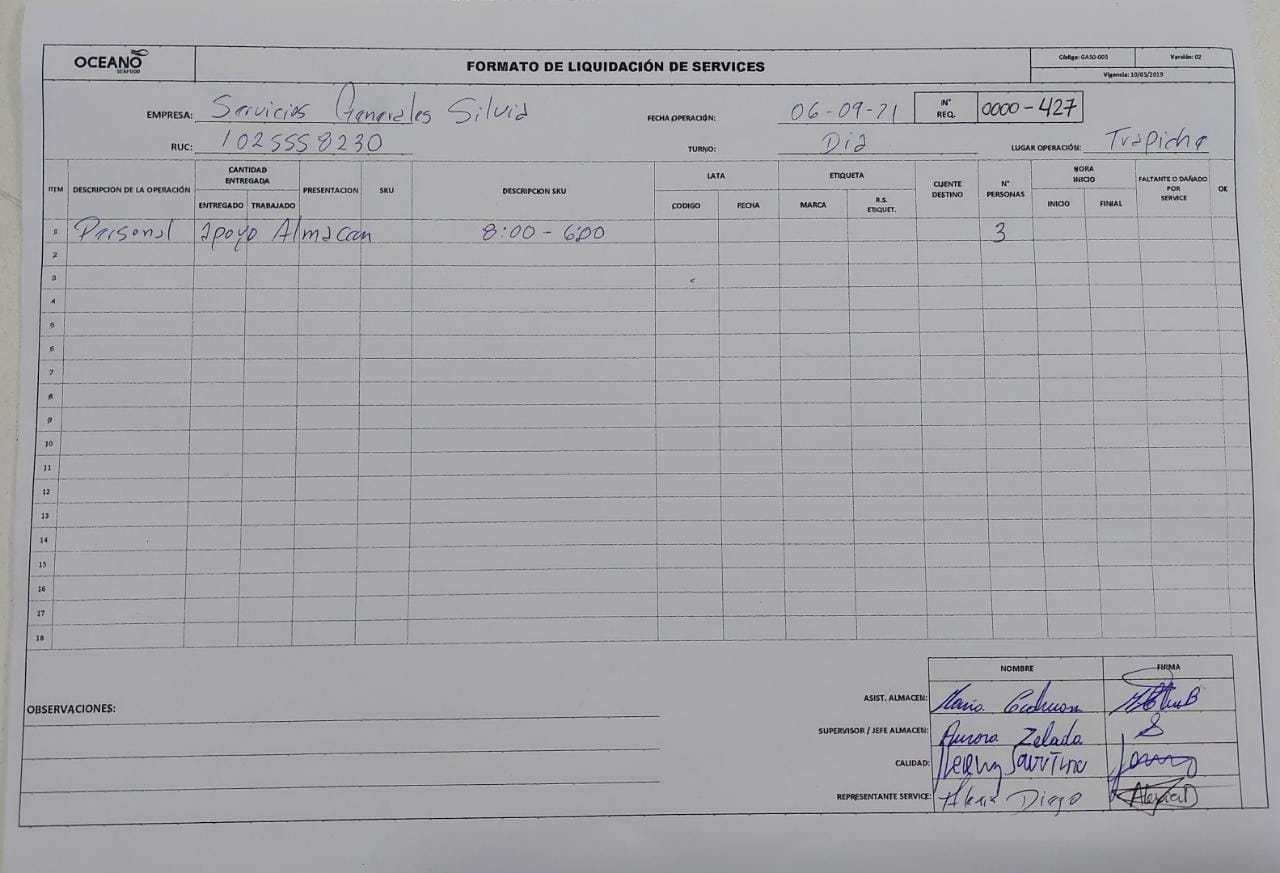 OCEANO
SEAFOOD
FORMATO DE LIQUIDACIÓN DE SERVICES
Código: GASO-005 Versión: 02
Vigencia: 10/05/2019
EMPRESA: Servicios Generales Silvia FECHA OPERACIÓN: 06-09-21 N° REQ. 0000-427
RUC: 1025558230 TURNO: Dia LUGAR OPERACIÓN: Trapiche
ITEM DESCRIPCION DE LA OPERACIÓN CANTIDAD ENTREGADA PRESENTACION SKU DESCRIPCION SKU LATA ETIQUETA CLIENTE DESTINO N° PERSONAS HORA INICIO FALTANTE O DAÑADO POR SERVICE OK
ENTREGADO TRABAJADO CODIGO FECHA MARCA R.S. ETIQUET. INICIO FINIAL
1 Personal apoyo Almacen 8:00 - 6:00 3
2
3
4
5
6
7
8
9
10
11
12
13
14
15
16
17
18
NOMBRE FIRMA
OBSERVACIONES:
ASIST. ALMACEN: Maria
SUPERVISOR / JEFE ALMACEN: Aurora Zelada
CALIDAD:
REPRESENTANTE SERVICE: Alexis Diego